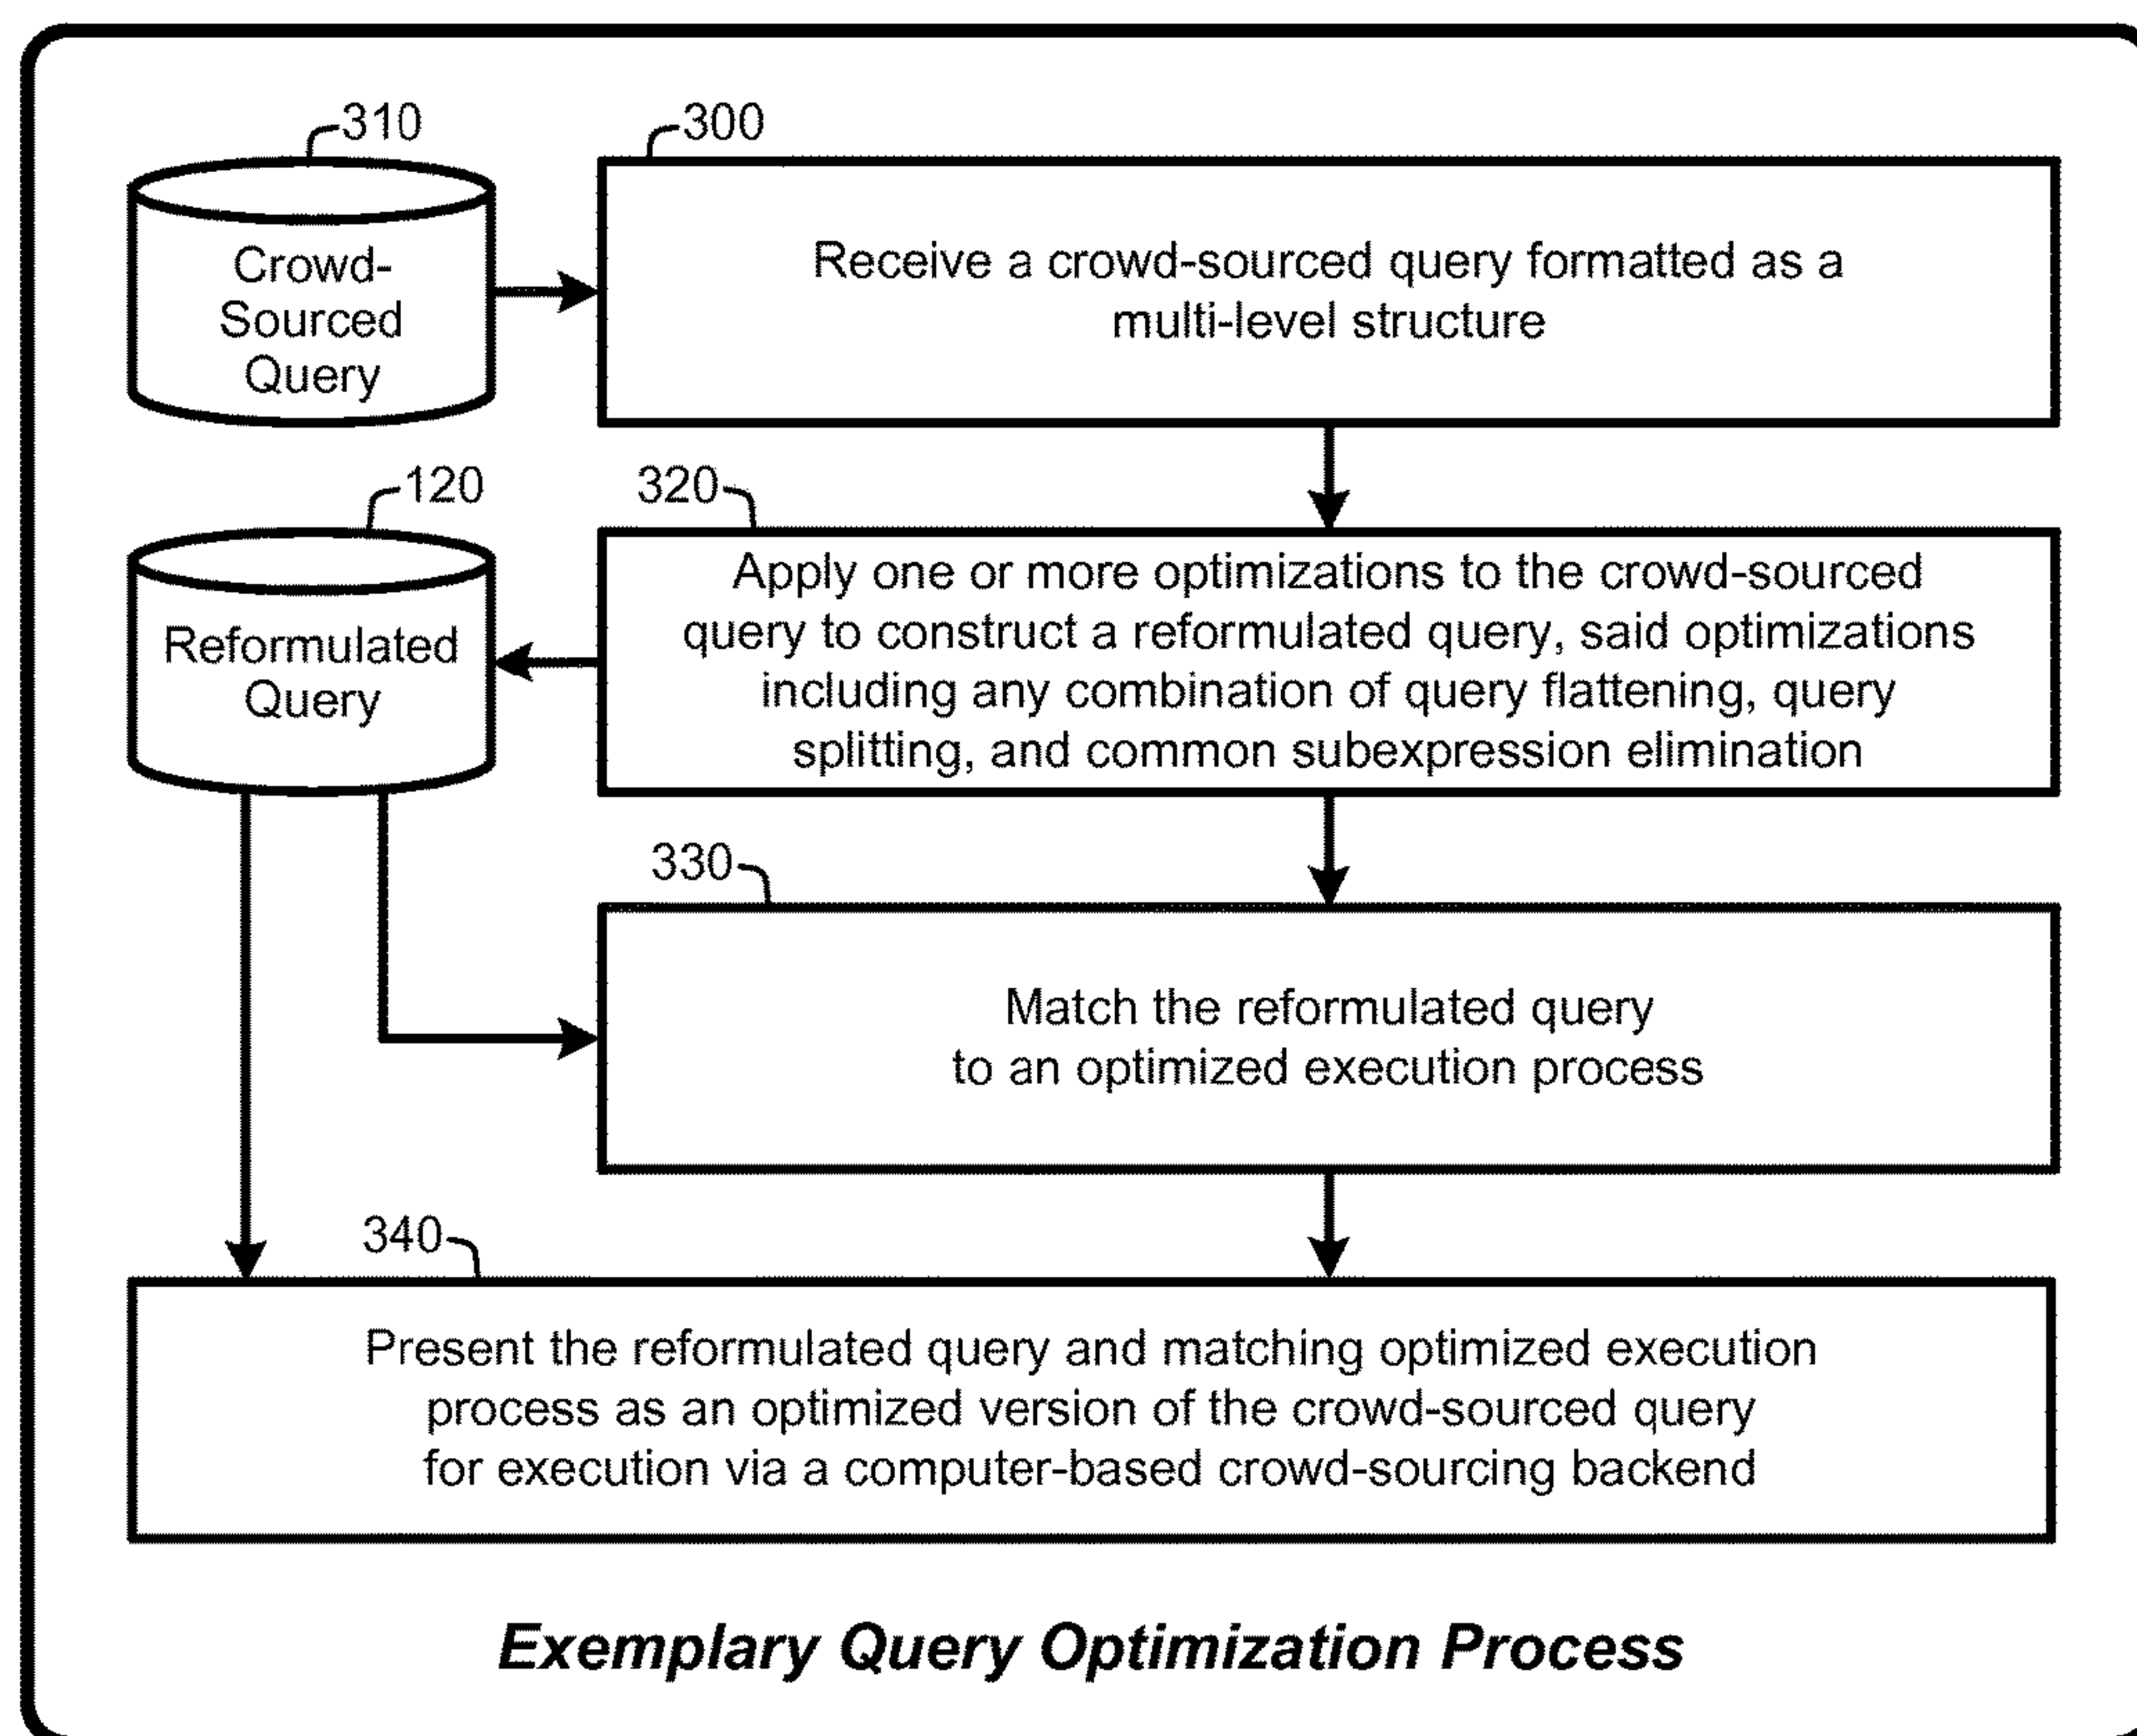 310
300
Crowd-
Sourced
Query
Receive a crowd-sourced query formatted as a
multi-level structure
120
320
Reformulated
Query
Apply one or more optimizations to the crowd-sourced
query to construct a reformulated query, said optimizations
including any combination of query flattening, query
splitting, and common subexpression elimination
330
Match the reformulated query
to an optimized execution process
340
Present the reformulated query and matching optimized execution
process as an optimized version of the crowd-sourced query
for execution via a computer-based crowd-sourcing backend
Exemplary Query Optimization Process